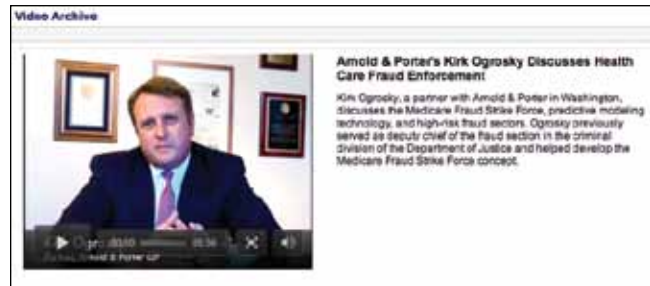 Video Archive
Arnold & Porter's Kirk Ogrosky Discusses Health
Care Fraud Enforcement
Kirk Ogrosky, a partner with Arnold & Porter in Washington,
discusses the Medicare Fraud Strike Force, predictive modeling
technology, and high-risk fraud sectors. Ogrosky previously
served as deputy chief of the fraud section in the criminal
division of the Department of Justice and helped develop the
Medicare Fraud Strike Force concept.
00:00
Arnold & Porter LLP